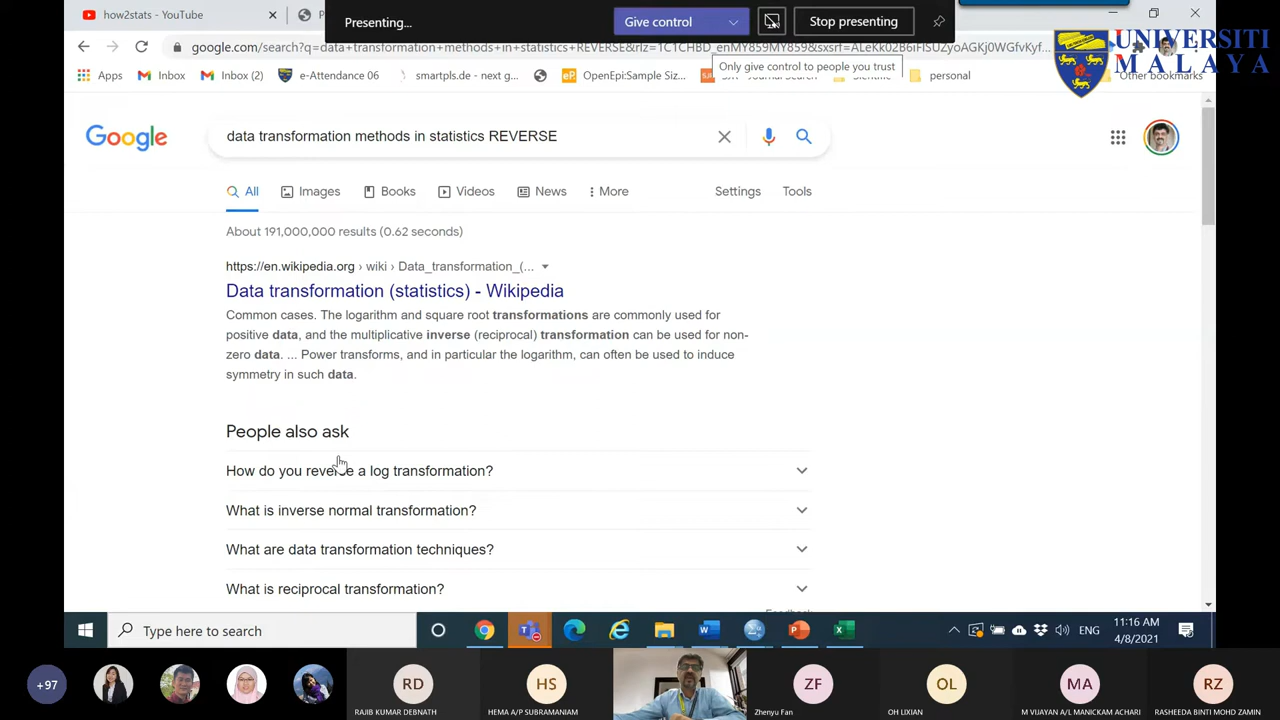 how2stats - YouTube
Presenting...
Give control
Stop presenting
UNIVERSITI
MALAYA
google.com/search?q=data+transformation+methods+in+statistics+REVERSE&rlz=1C1CHBD_enMY859MY859&sxsrf=
Only give control to people you trust
Apps
Inbox
Inbox (2)
e-Attendance 06
smartpls.de - next g...
OpenEpi:Sample Siz...
personal
Other bookmarks
Google
data transformation methods in statistics REVERSE
All
Images
Books
Videos
News
More
Settings
Tools
About 191,000,000 results (0.62 seconds)
https://en.wikipedia.org › wiki › Data_transformation_(...
Data transformation (statistics) - Wikipedia
Common cases. The logarithm and square root transformations are commonly used for
positive data, and the multiplicative inverse (reciprocal) transformation can be used for non-
zero data. ... Power transforms, and in particular the logarithm, can often be used to induce
symmetry in such data.
People also ask
How do you reverse a log transformation?
What is inverse normal transformation?
What are data transformation techniques?
What is reciprocal transformation?
Feedback
Type here to search
ENG
11:16 AM
4/8/2021
+97
RD
HS
ZF
OL
MA
RZ
RAJIB KUMAR DEBNATH
HEMA A/P SUBRAMANIAM
Zhenyu Fan
OH LIXIAN
M VIJAYAN A/L MANICKAM ACHARI
RASHEEDA BINTI MOHD ZAMIN